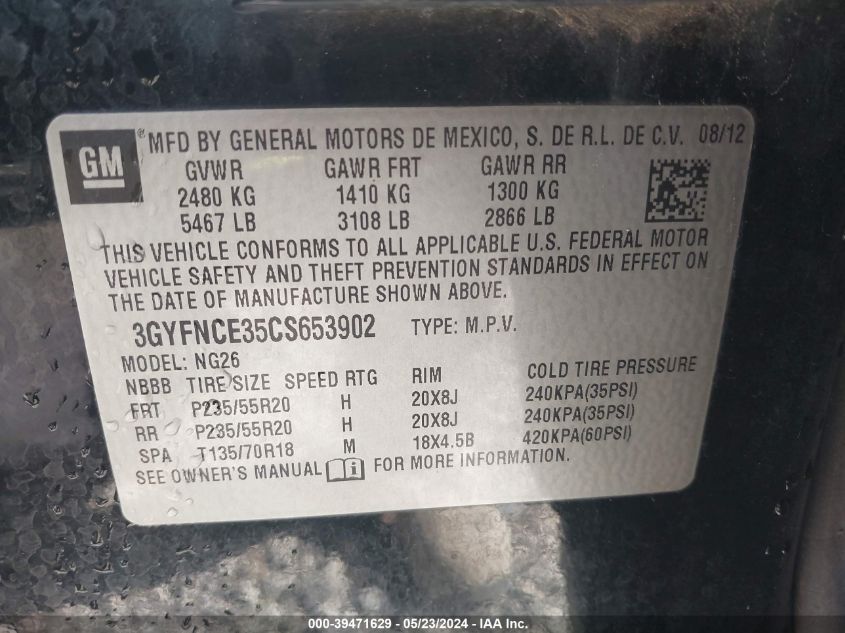 GM ® MFD BY GENERAL MOTORS DE MEXICO, S. DE R.L. DE C.V. 08/12
GVWR GAWR FRT GAWR RR
2480 KG 1410 KG 1300 KG
5467 LB 3108 LB 2866 LB
THIS VEHICLE CONFORMS TO ALL APPLICABLE U.S. FEDERAL MOTOR
VEHICLE SAFETY AND THEFT PREVENTION STANDARDS IN EFFECT ON
THE DATE OF MANUFACTURE SHOWN ABOVE.
3GYFNCE35CS653902 TYPE: M.P.V.
MODEL: NG26
NBBB TIRE SIZE SPEED RTG RIM COLD TIRE PRESSURE
FRT P235/55R20 H 20X8J 240KPA(35PSI)
RR P235/55R20 H 20X8J 240KPA(35PSI)
SPA T135/70R18 M 18X4.5B 420KPA(60PSI)
SEE OWNER'S MANUAL FOR MORE INFORMATION.
000-39471629 - 05/23/2024 - IAA Inc.